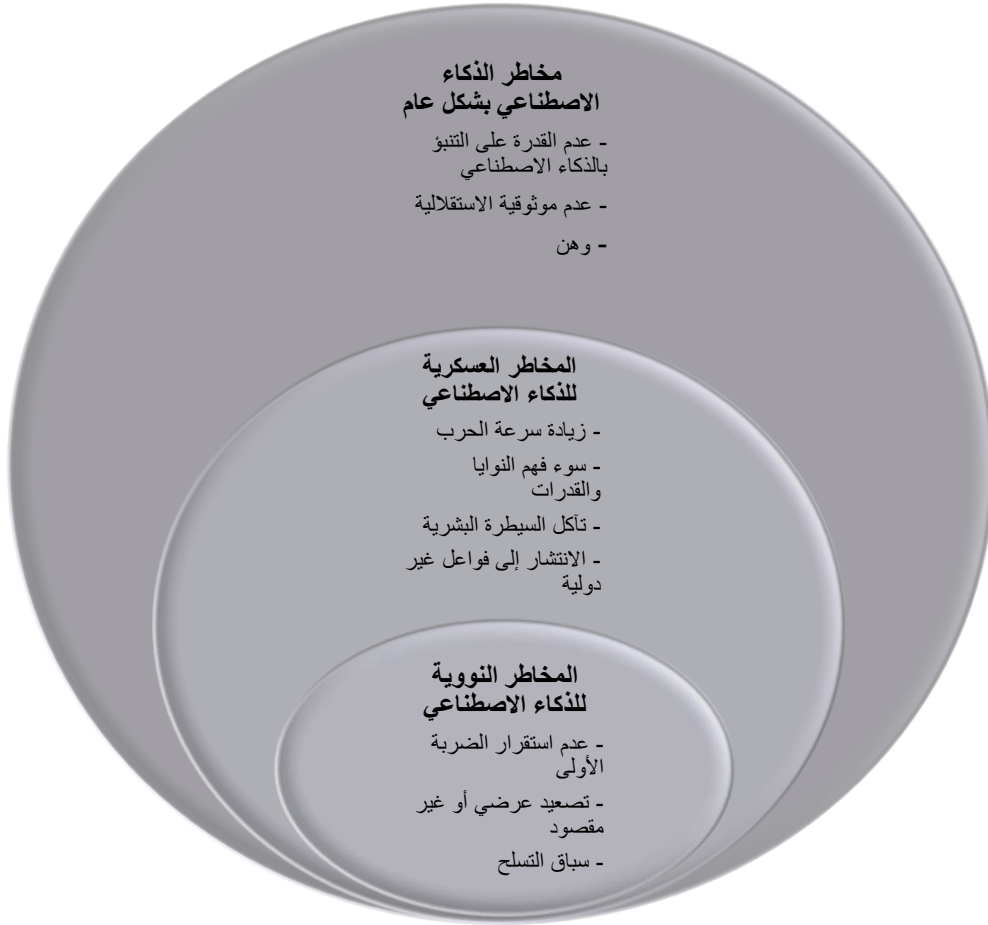 مخاطر الذكاء
الاصطناعي بشكل عام
- عدم القدرة على التنبؤ
بالذكاء الاصطناعي
- عدم موثوقية الاستقلالية
- وهن
المخاطر العسكرية
للذكاء الاصطناعي
- زيادة سرعة الحرب
- سوء فهم النوايا
والقدرات
- تآكل السيطرة البشرية
- الانتشار إلى فواعل غير
دولية
المخاطر النووية
للذكاء الاصطناعي
- عدم استقرار الضربة
الأولى
- تصعيد عرضي أو غير
مقصود
- سباق التسلح